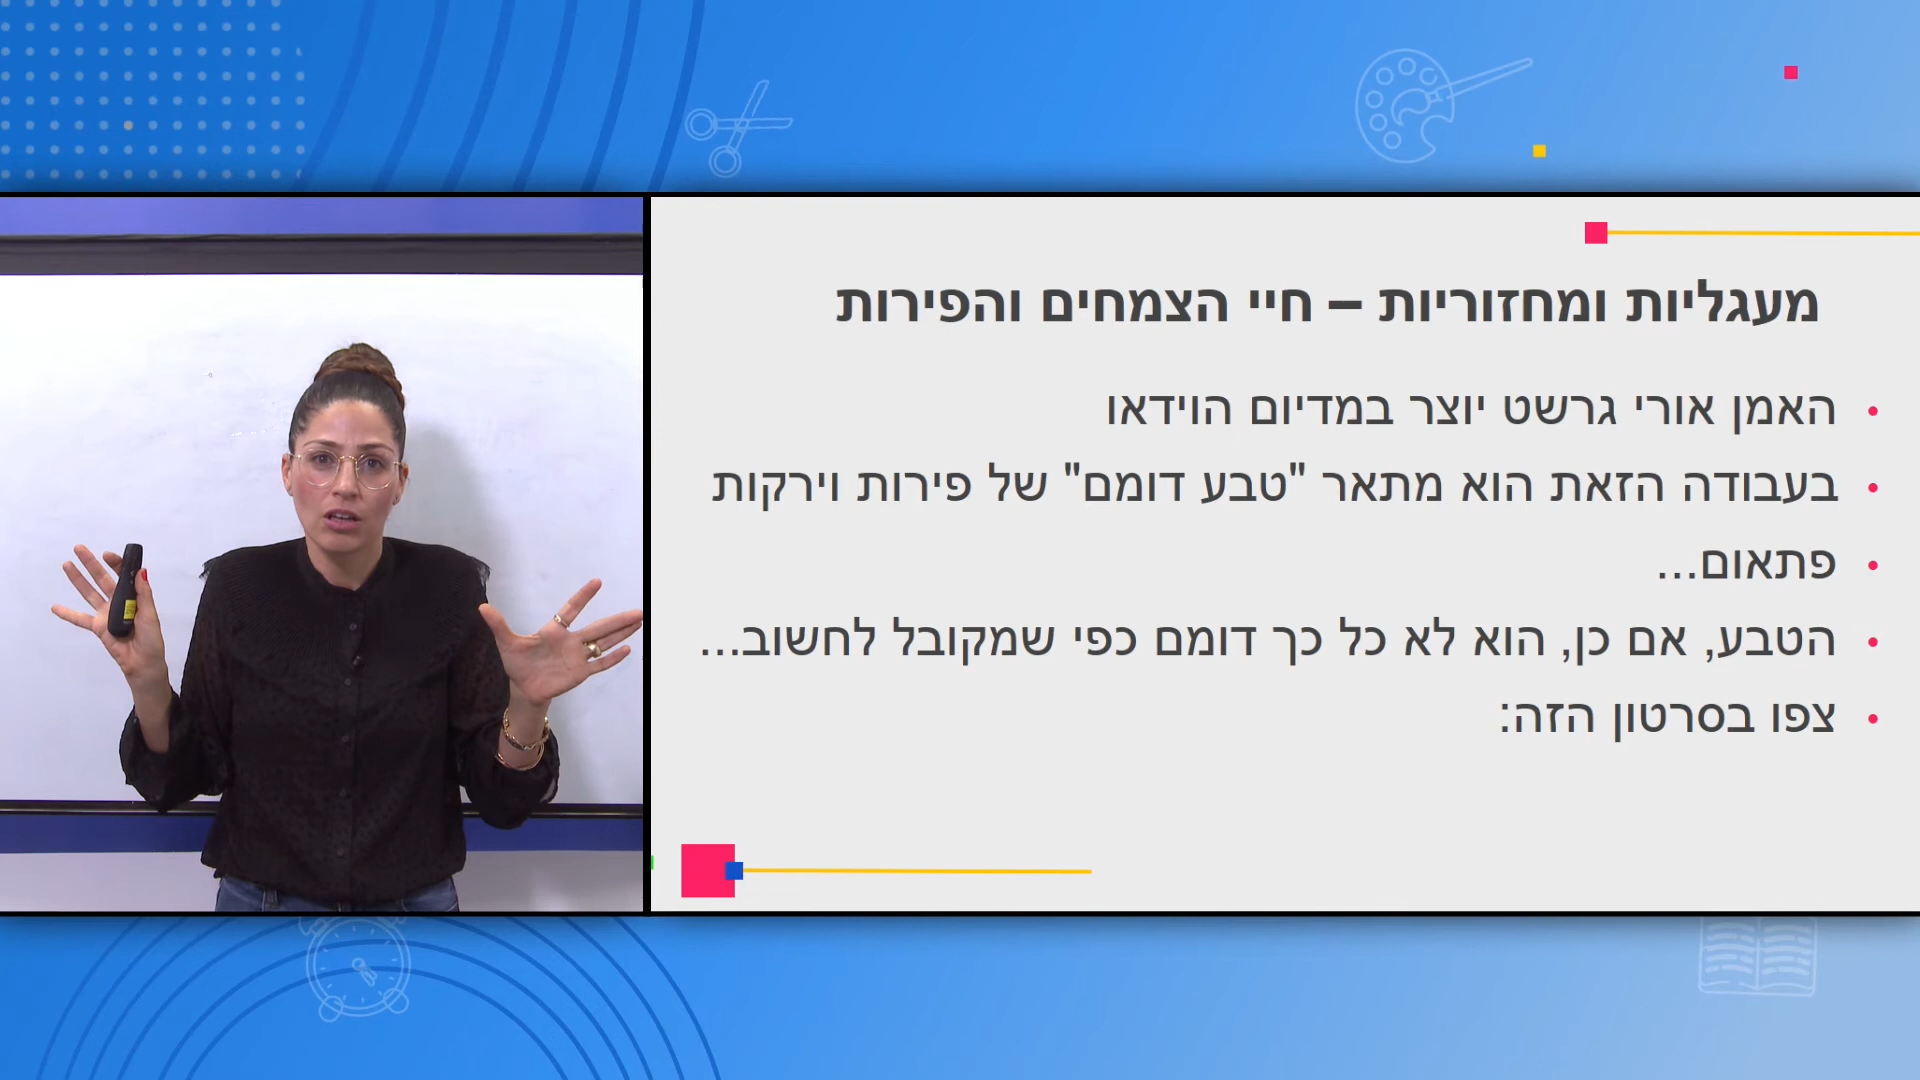 מעגליות ומחזוריות – חיי הצמחים והפירות
האמן אורי גרשט יוצר במדיום הווידאו
בעבודה הזאת הוא מתאר "טבע דומם" של פירות וירקות
פתאום...
הטבע, אם כן, הוא לא כל כך דומם כפי שמקובל לחשוב...
צפו בסרטון הזה: